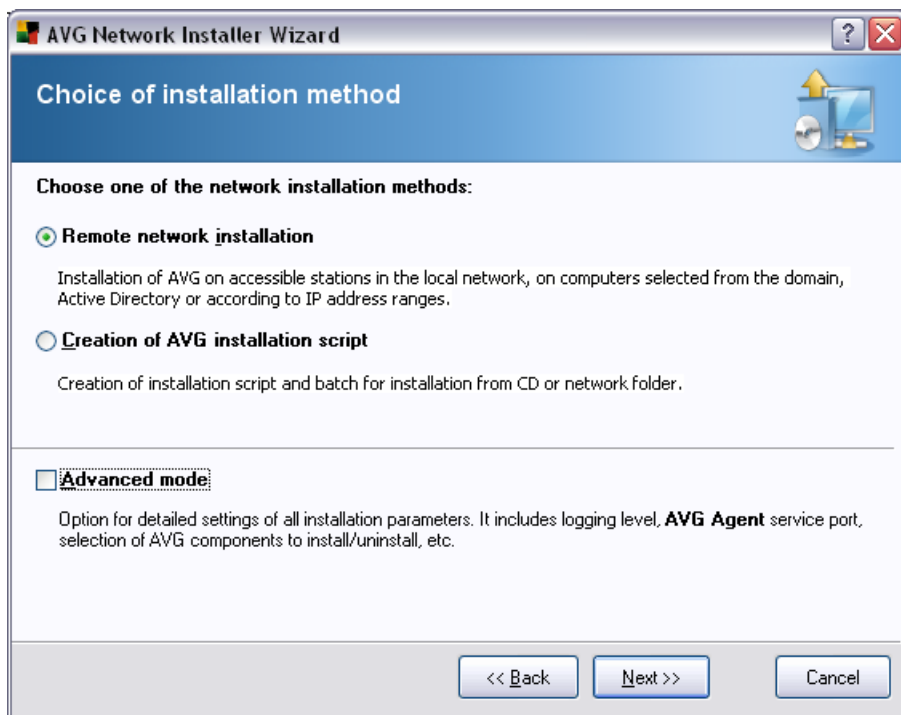 AVG Network Installer Wizard
?
Choice of installation method
Choose one of the network installation methods:
Remote network installation
Installation of AVG on accessible stations in the local network, on computers selected from the domain,
Active Directory or according to IP address ranges.
Creation of AVG installation script
Creation of installation script and batch for installation from CD or network folder.
Advanced mode
Option for detailed settings of all installation parameters. It includes logging level, AVG Agent service port,
selection of AVG components to install/uninstall, etc.
<< Back
Next >>
Cancel